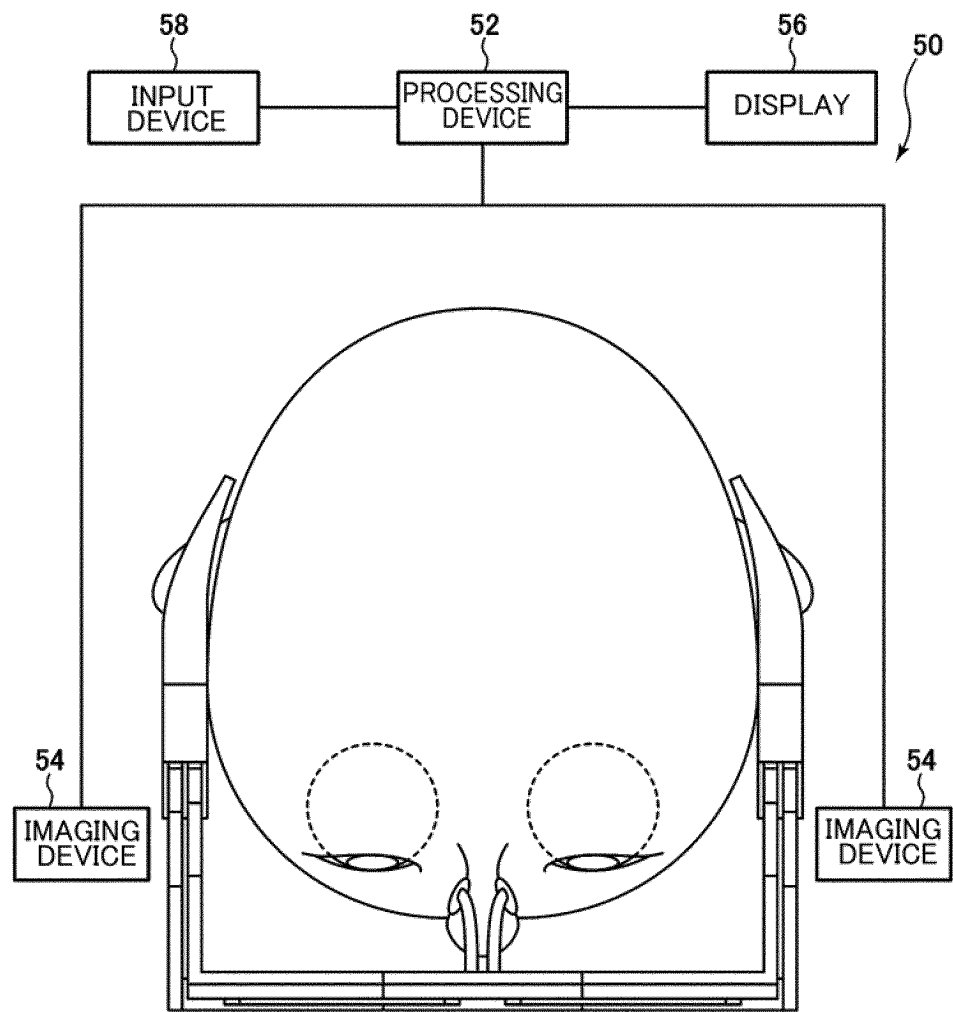 58
52
56
50
INPUT
DEVICE
PROCESSING
DEVICE
DISPLAY
54
54
IMAGING
DEVICE
IMAGING
DEVICE